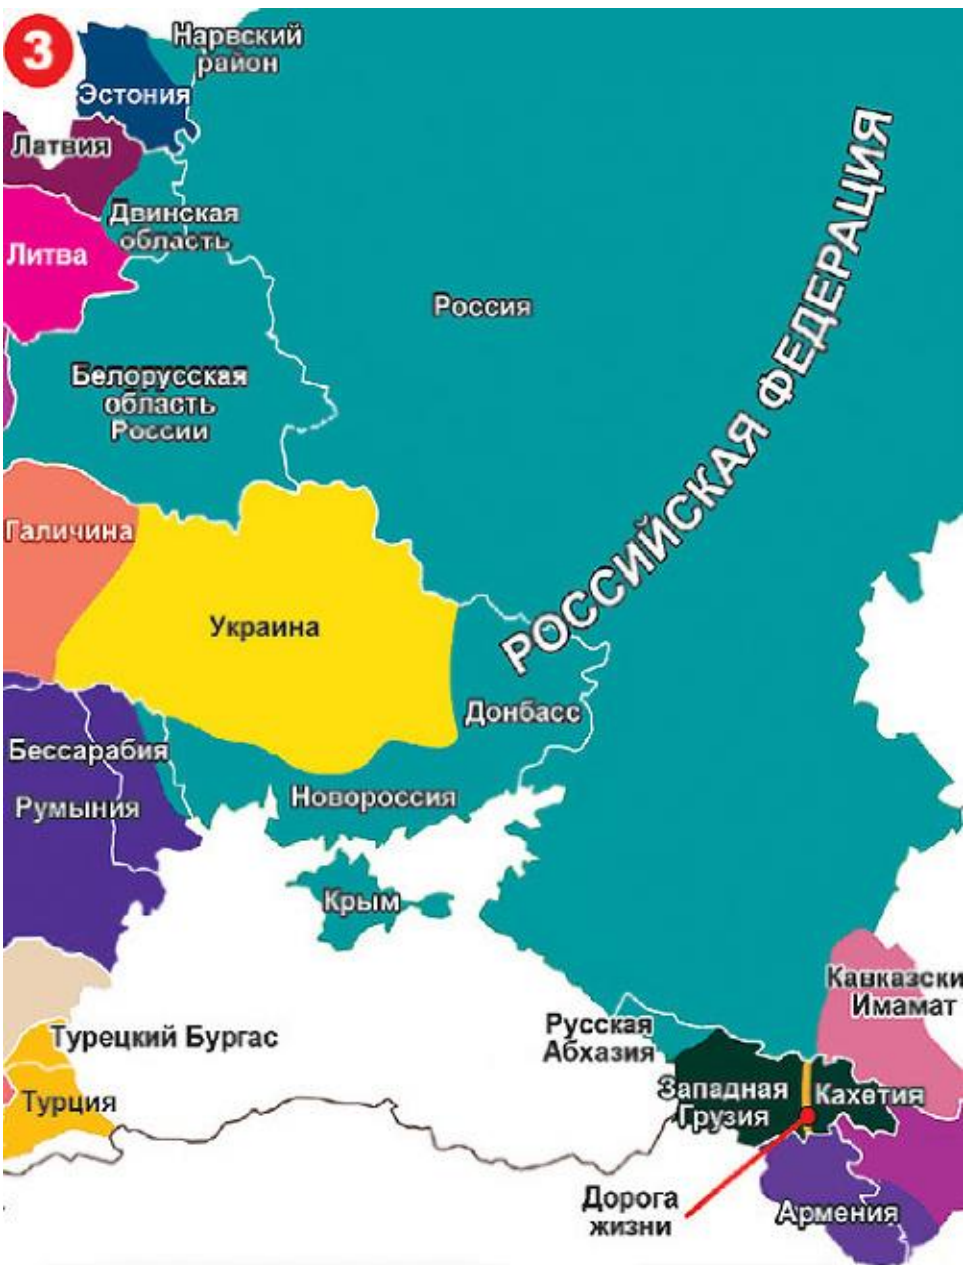 3
Нарвский
район
Эстония
Латвия
Двинская
область
Литва
Россия
РОССИЙСКАЯ ФЕДЕРАЦИЯ
Белорусская
область
России
Галичина
Украина
Донбасс
Бессарабия
Новороссия
Румыния
Крым
Кавказски
Имамат
Русская
Абхазия
Турецкий Бургас
Западная
Грузия
Кахетия
Турция
Дорога
жизни
Армения